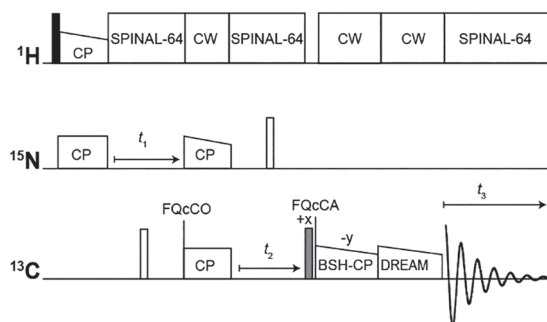 ¹H CP SPINAL-64 CW SPINAL-64 CW CW SPINAL-64
¹⁵N CP t₁ CP
t₃
FQcCO FQcCA
+x
¹³C CP t₂ -y
BSH-CP DREAM